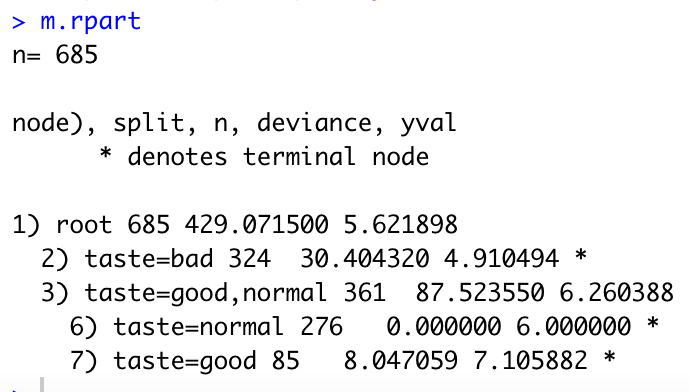 > m.rpart
n= 685
node), split, n, deviance, yval
* denotes terminal node
1) root 685 429.071500 5.621898
2) taste=bad 324 30.404320 4.910494 *
3) taste=good,normal 361 87.523550 6.260388
6) taste=normal 276 0.000000 6.000000 *
7) taste=good 85 8.047059 7.105882 *